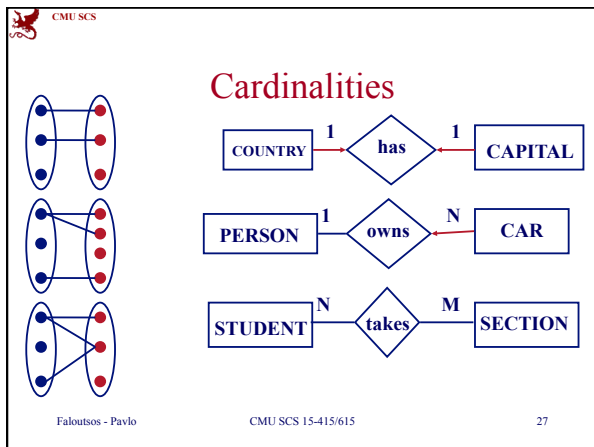 CMU SCS
Cardinalities
1 1
COUNTRY has CAPITAL
1 N
PERSON owns CAR
N M
STUDENT takes SECTION
Faloutsos - Pavlo CMU SCS 15-415/615 27